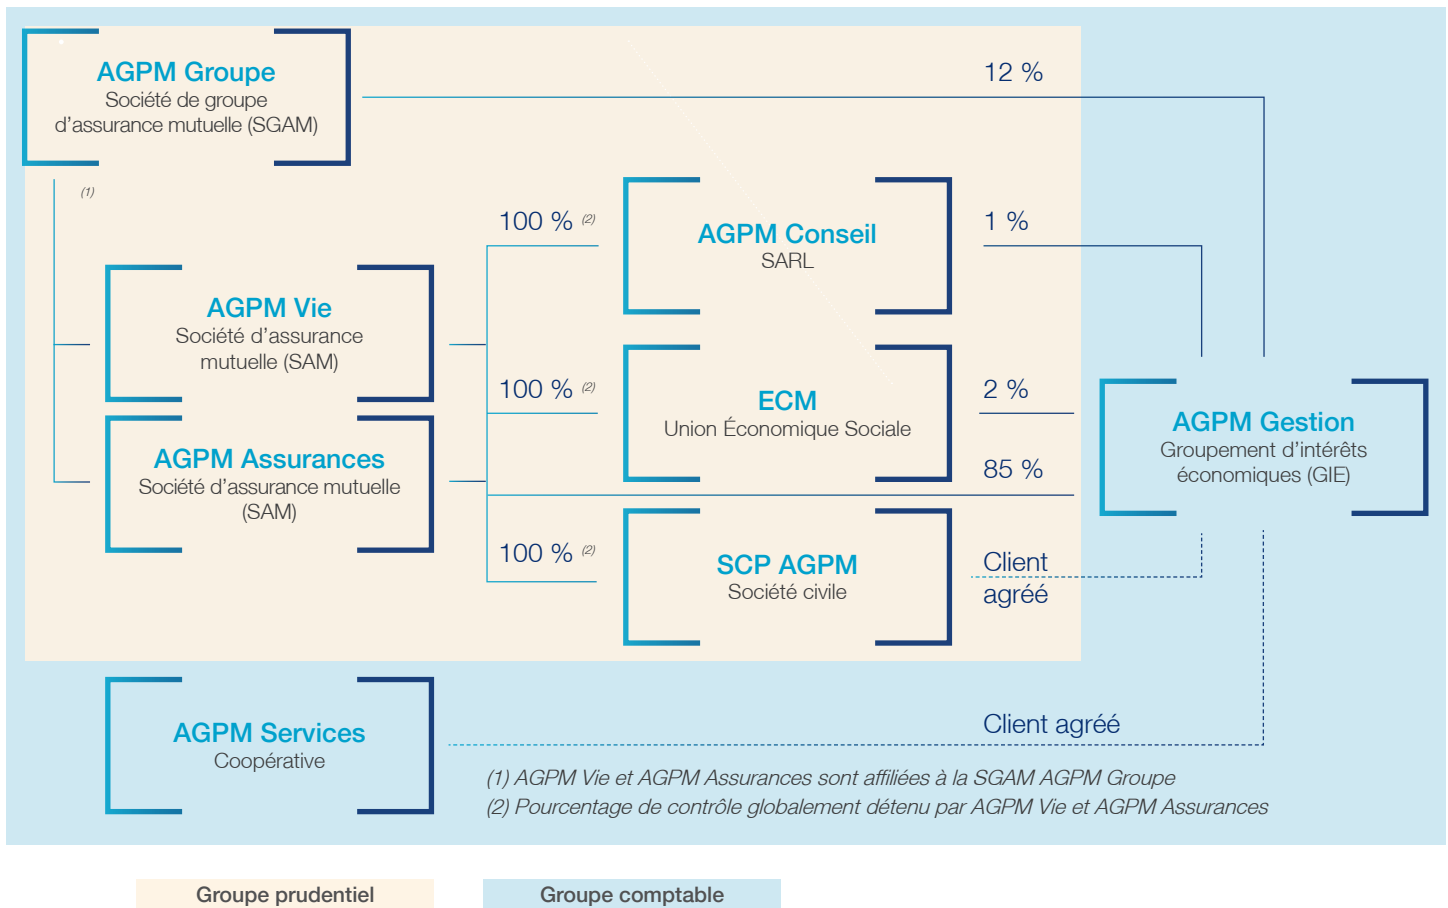 AGPM Groupe
Société de groupe
d’assurance mutuelle (SGAM)
12 %
(1)
100 % (2)
AGPM Conseil
SARL
1 %
AGPM Vie
Société d’assurance
mutuelle (SAM)
100 % (2)
ECM
Union Économique Sociale
2 %
AGPM Gestion
Groupement d’intérêts
économiques (GIE)
AGPM Assurances
Société d’assurance mutuelle
(SAM)
85 %
100 % (2)
SCP AGPM
Société civile
Client
agréé
AGPM Services
Coopérative
Client agréé
(1) AGPM Vie et AGPM Assurances sont affiliées à la SGAM AGPM Groupe
(2) Pourcentage de contrôle globalement détenu par AGPM Vie et AGPM Assurances
Groupe prudentiel
Groupe comptable